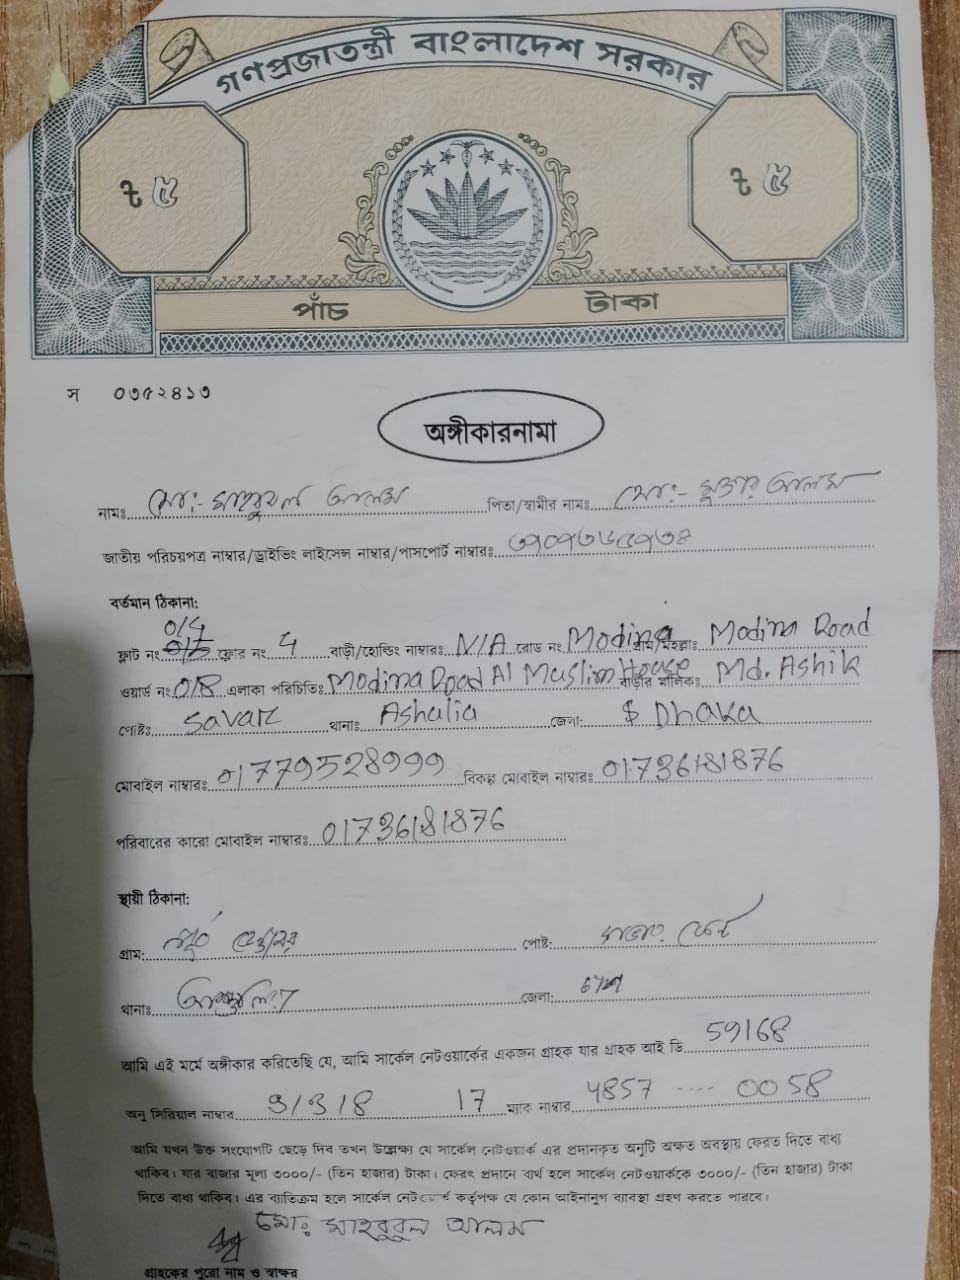 গণপ্রজাতন্ত্রী বাংলাদেশ সরকার
৳ ৫ ৳ ৫
পাঁচ টাকা
স ০৩৫২৪১৩
অঙ্গীকারনামা
নামঃ মোঃ- মাহবুবুল আলম পিতা/স্বামীর নামঃ মোঃ- আলম
জাতীয় পরিচয়পত্র নাম্বার/ড্রাইভিং লাইসেন্স নাম্বার/পাসপোর্ট নাম্বারঃ
বর্তমান ঠিকানা:
ফ্লাট নং ফ্লোর নং 4 বাড়ী/হোল্ডিং নাম্বারঃ N/A রোড নং Modina গ্রাম/মহল্লাঃ Modina Road
ওয়ার্ড নং 0/8 এলাকা পরিচিতিঃ Modina Road Al Muslim House বাড়ীর মালিকঃ Md. Ashik
পোষ্টঃ Savar থানাঃ Ashulia জেলা: Dhaka
মোবাইল নাম্বারঃ 01779528999 বিকল্প মোবাইল নাম্বারঃ 01736181876
পরিবারের কারো মোবাইল নাম্বারঃ 01736181876
স্থায়ী ঠিকানা:
গ্রাম: পোষ্ট:
থানাঃ আশুলিয়া জেলা: ঢাকা
আমি এই মর্মে অঙ্গীকার করিতেছি যে, আমি সার্কেল নেটওয়ার্কের একজন গ্রাহক যার গ্রাহক আই ডি 59168
অনু সিরিয়াল নাম্বার 17 ম্যাক নাম্বার 4857 .... 0058
আমি যখন উক্ত সংযোগটি ছেড়ে দিব তখন উল্লেক্ষ্য যে সার্কেল নেটওয়ার্ক এর প্রদানকৃত অনুটি অক্ষত অবস্থায় ফেরত দিতে বাধ্য
থাকিব। যার বাজার মূল্য ৩০০০/- (তিন হাজার) টাকা। ফেরৎ প্রদানে ব্যর্থ হলে সার্কেল নেটওয়ার্ককে ৩০০০/- (তিন হাজার) টাকা
দিতে বাধ্য থাকিব। এর ব্যতিক্রম হলে সার্কেল নেটওয়ার্ক কর্তৃপক্ষ যে কোন আইনানুগ ব্যবস্থা গ্রহণ করতে পারবে।
মোঃ মাহবুবুল আলম
গ্রাহকের পুরো নাম ও স্বাক্ষর